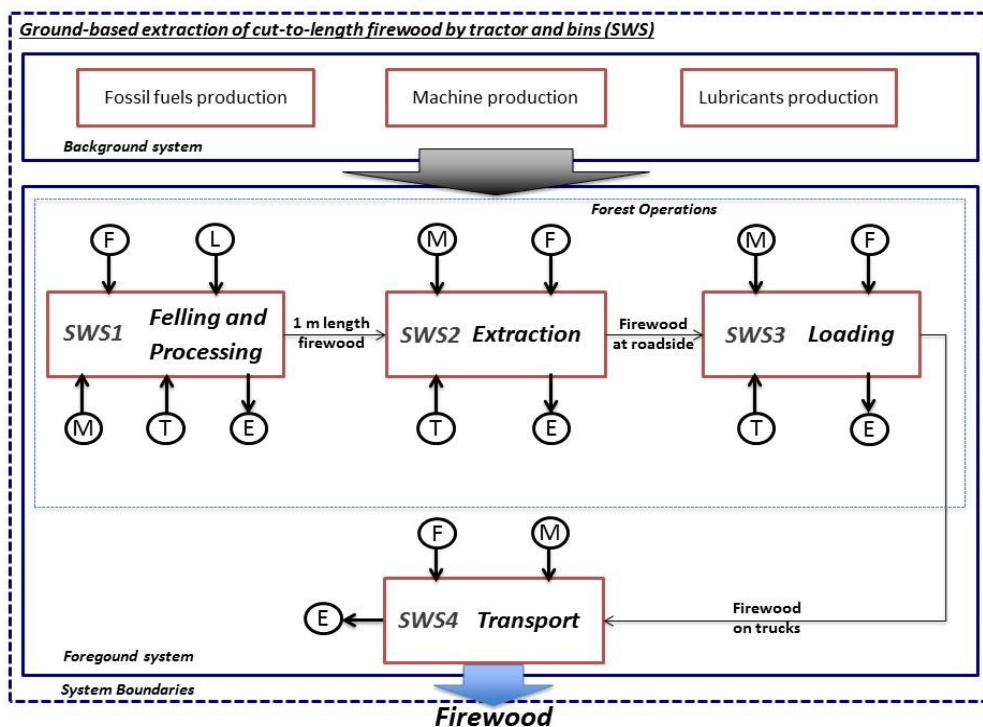 Ground-based extraction of cut-to-length firewood by tractor and bins (SWS)
Fossil fuels production
Machine production
Lubricants production
Background system
Forest Operations
F
L
M
F
M
F
SWS1
Felling and
Processing
1 m length
firewood
SWS2
Extraction
Firewood
at roadside
SWS3
Loading
M
T
E
T
E
T
E
F
M
E
SWS4
Transport
Firewood
on trucks
Foregound system
System Boundaries
Firewood